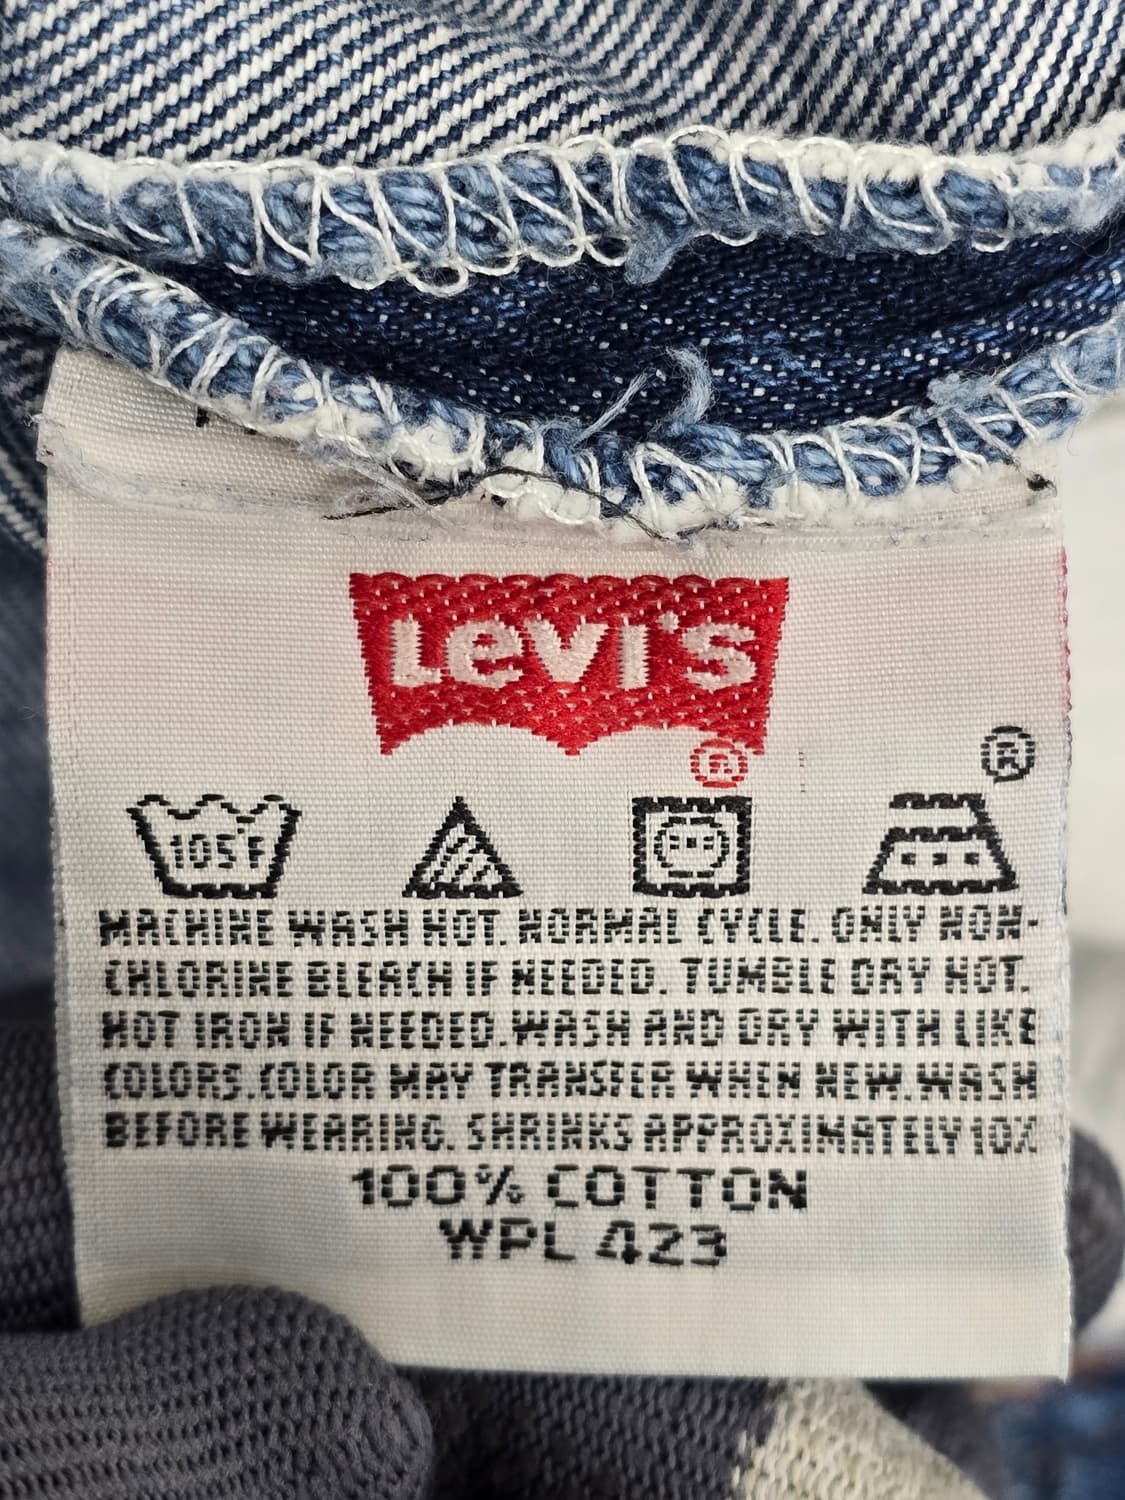 Levi's
®
®
105°F
MACHINE WASH HOT. NORMAL CYCLE. ONLY NON-
CHLORINE BLEACH IF NEEDED. TUMBLE DRY HOT.
HOT IRON IF NEEDED. WASH AND DRY WITH LIKE
COLORS. COLOR MAY TRANSFER WHEN NEW. WASH
BEFORE WEARING. SHRINKS APPROXIMATELY 10%
100% COTTON
WPL 423